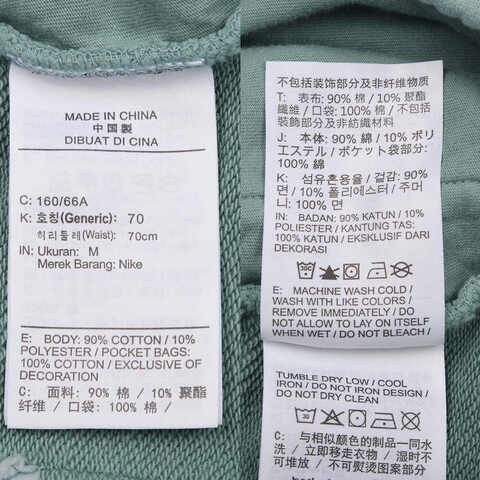 MADE IN CHINA
中国製
DIBUAT DI CINA
C: 160/66A
K: 호칭(Generic): 70
허리둘레(Waist): 70cm
IN: Ukuran: M
Merek Barang: Nike
E: BODY: 90% COTTON / 10%
POLYESTER / POCKET BAGS:
100% COTTON / EXCLUSIVE OF
DECORATION
C: 面料: 90% 棉 / 10% 聚酯
纤维 / 口袋: 100% 棉 /
不包括装饰部分及非纤维物质
T: 表布: 90% 棉 / 10% 聚酯
纖維 / 口袋: 100% 棉 / 不包括
裝飾部分及非紡織材料
J: 本体: 90% 綿 / 10% ポリ
エステル / ポケット袋部分:
100% 綿
K: 섬유혼용율 / 겉감: 90%
면 / 10% 폴리에스터 / 주머
니: 100% 면
IN: BADAN: 90% KATUN / 10%
POLIESTER / KANTUNG TAS:
100% KATUN / EKSKLUSIF DARI
DEKORASI
E: MACHINE WASH COLD /
WASH WITH LIKE COLORS /
REMOVE IMMEDIATELY / DO
NOT ALLOW TO LAY ON ITSELF
WHEN WET / DO NOT BLEACH /
TUMBLE DRY LOW / COOL
IRON / DO NOT IRON DESIGN /
DO NOT DRY CLEAN
C: 与相似颜色的制品一同水
洗 / 立即移走衣物 / 湿时不
可堆放 / 不可熨烫图案部分